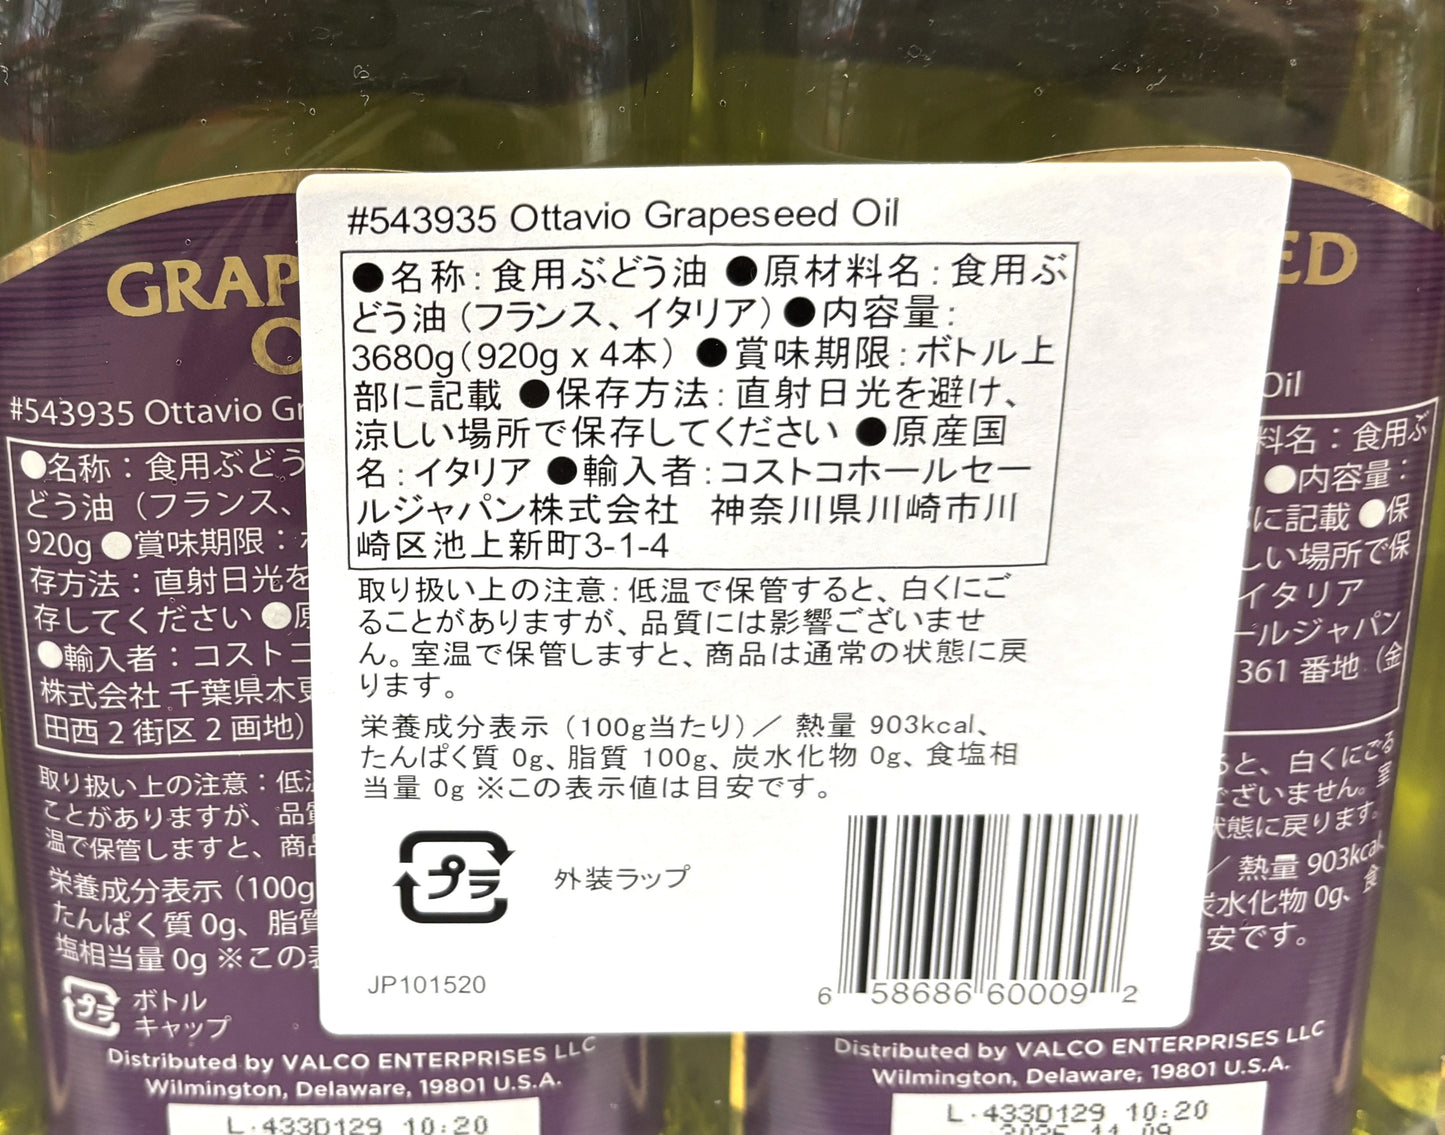 #543935 Ottavio Grapeseed Oil
●名称:食用ぶどう油 ●原材料名:食用ぶ
どう油(フランス、イタリア)●内容量:
3680g(920g x 4本) ●賞味期限:ボトル上
部に記載 ●保存方法:直射日光を避け、
涼しい場所で保存してください ●原産国
名:イタリア ●輸入者:コストコホールセー
ルジャパン株式会社 神奈川県川崎市川
崎区池上新町3-1-4
取り扱い上の注意:低温で保管すると、白くにご
ることがありますが、品質には影響ございませ
ん。室温で保管しますと、商品は通常の状態に戻
ります。
栄養成分表示(100g当たり)/ 熱量 903kcal、
たんぱく質 0g、脂質 100g、炭水化物 0g、食塩相
当量 0g ※この表示値は目安です。
プラ
外装ラップ
JP101520
6 58686 60009 2
GRAP
O
#543935 Ottavio Gr
●名称:食用ぶどう
どう油(フランス、
920g ●賞味期限:
存方法:直射日光を
存してください ●
●輸入者:コストコ
株式会社 千葉県木更
田西2街区2画地)
取り扱い上の注意:低
ことがありますが、品質
温で保管しますと、商品
栄養成分表示(100g
たんぱく質 0g、脂質
塩相当量 0g ※この表
プラ
ボトル
キャップ
Distributed by VALCO ENTERPRISES LLC
Wilmington, Delaware, 19801 U.S.A.
L.433D129 10:20
ED
Oil
料名:食用ぶ
●内容量:
に記載 ●保
しい場所で保
イタリア
ールジャパン
361番地(金
ると、白くにごる
ございません。室
状態に戻ります。
/ 熱量 903kcal、
炭水化物 0g、食
目安です。
Distributed by VALCO ENTERPRISES LLC
Wilmington, Delaware, 19801 U.S.A.
L.433D129 10:20